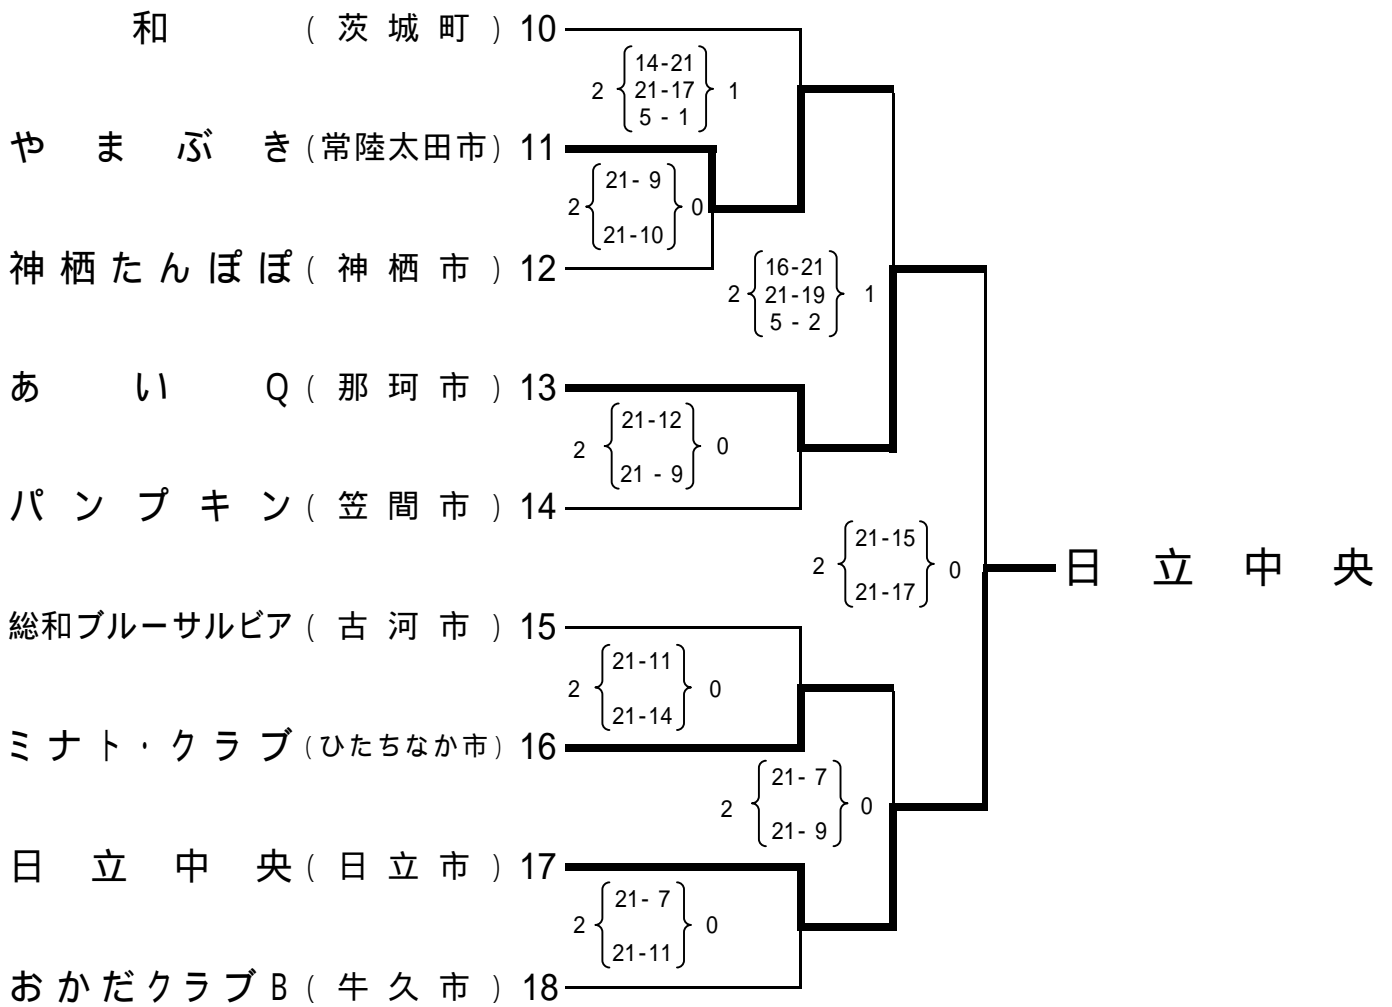 和 (茨城町) 10
14-21
2 21-17 1
5 - 1
やまぶき (常陸太田市) 11
21- 9
2 0
21-10
神栖たんぽぽ (神栖市) 12
16-21
2 21-19 1
5 - 2
あいQ (那珂市) 13
21-12
2 0
21 - 9
パンプキン (笠間市) 14
21-15
2 0
21-17
日立中央
総和ブルーサルビア (古河市) 15
21-11
2 0
21-14
ミナト・クラブ (ひたちなか市) 16
21- 7
2 0
21- 9
日立中央 (日立市) 17
21- 7
2 0
21-11
おかだクラブB (牛久市) 18